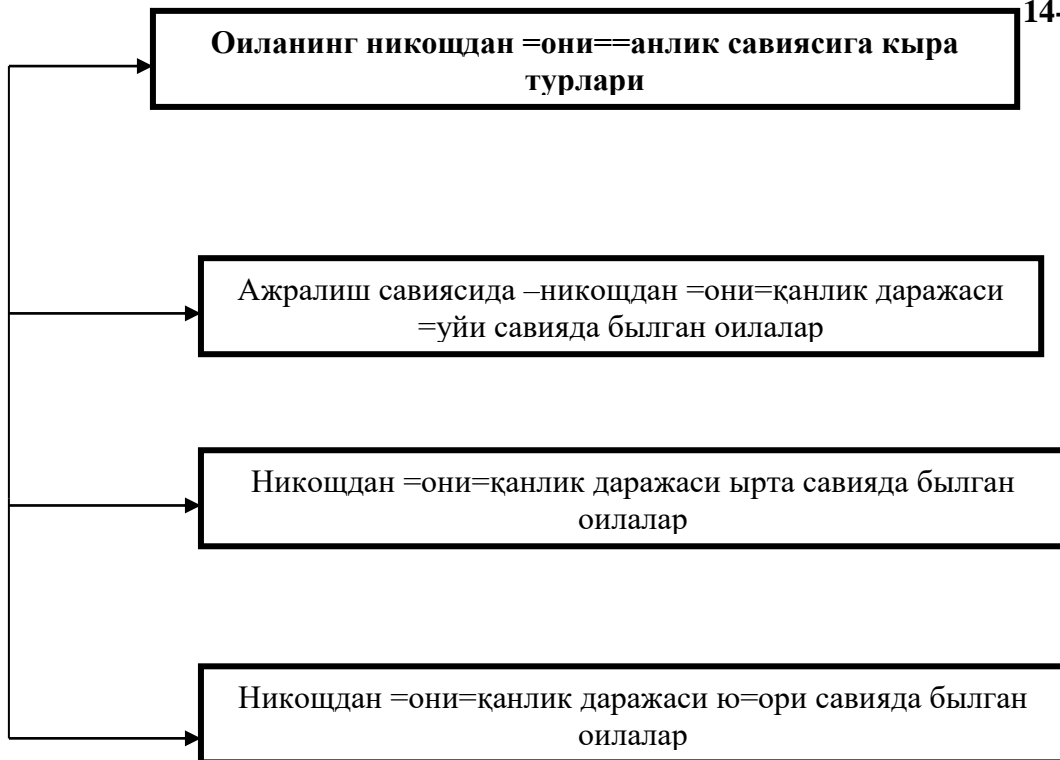 14-
Оиланинг никощдан =они==анлик савиясига кыра
турлари
Ажралиш савиясида –никощдан =они=қанлик даражаси
=уйи савияда былган оилалар
Никощдан =они=қанлик даражаси ырта савияда былган
оилалар
Никощдан =они=қанлик даражаси ю=ори савияда былган
оилалар